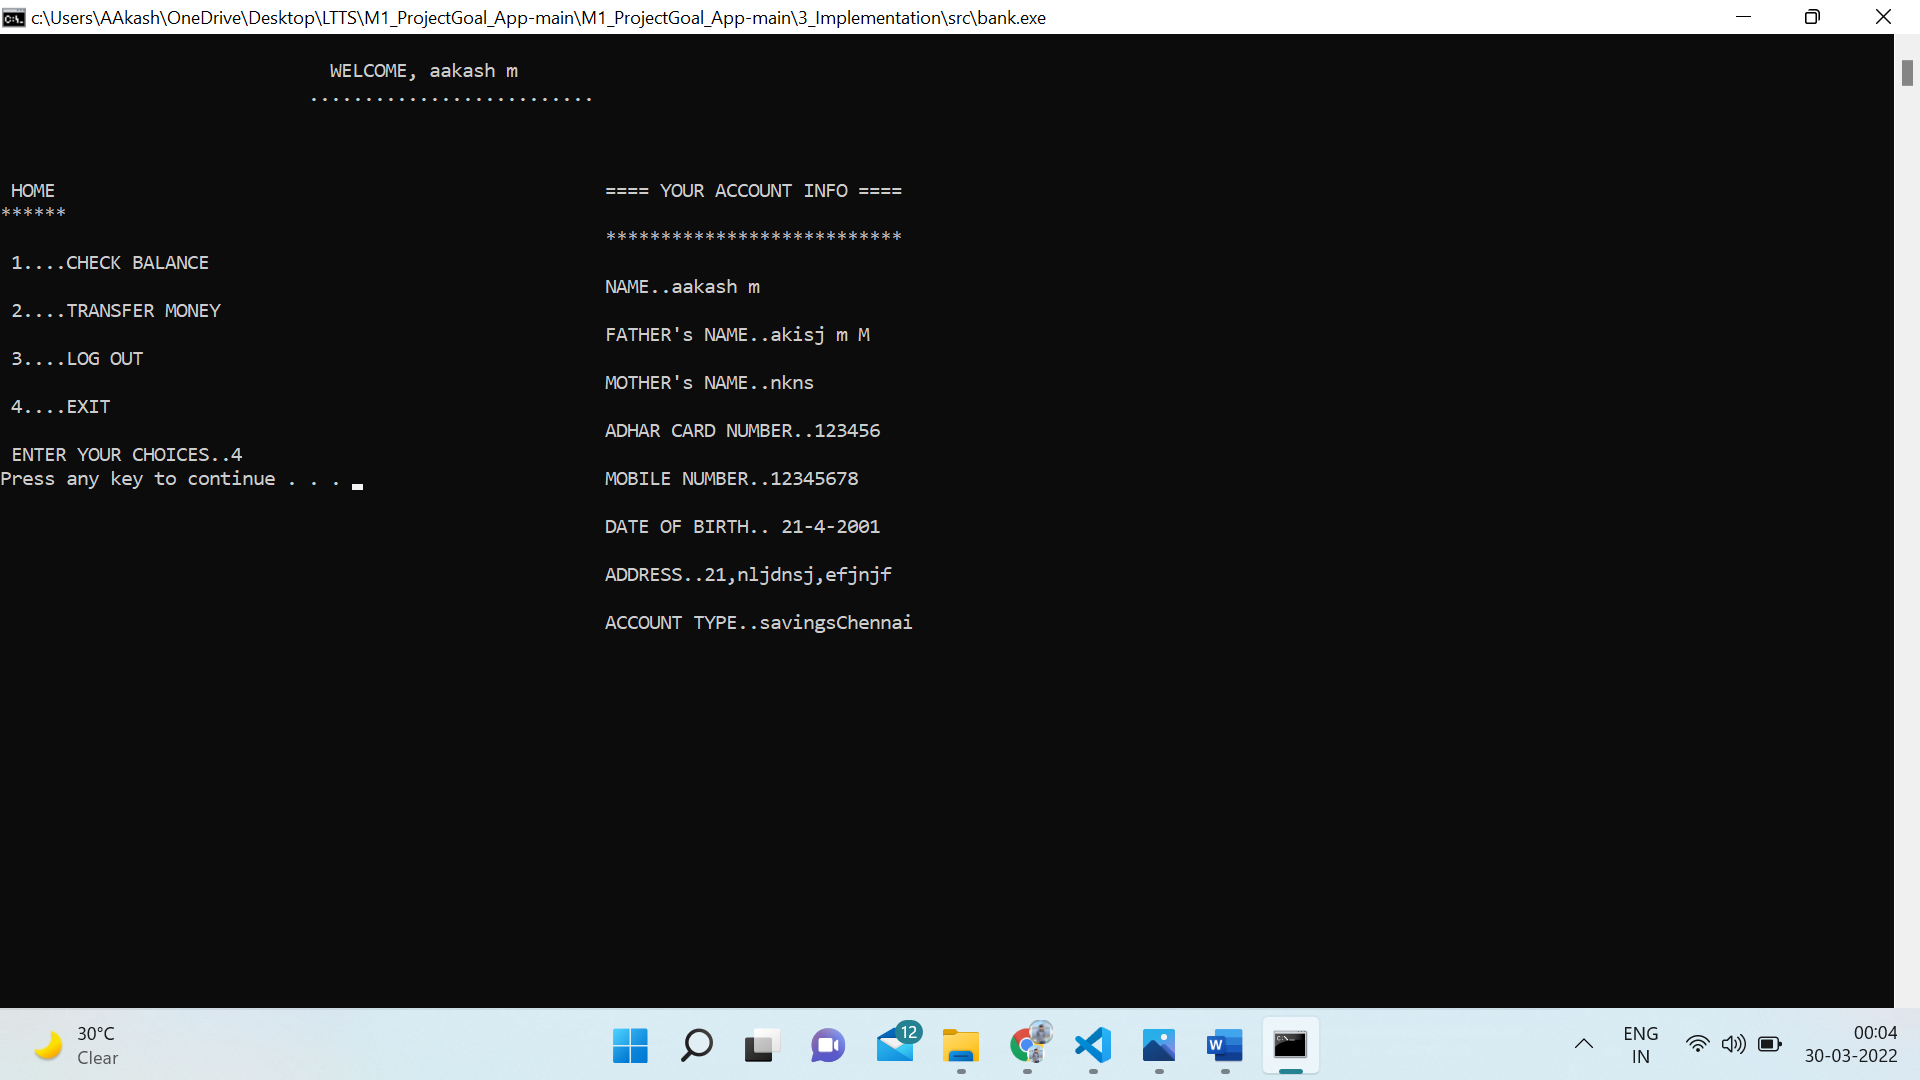 c:\Users\AAkash\OneDrive\Desktop\LTTS\M1_ProjectGoal_App-main\M1_ProjectGoal_App-main\3_Implementation\src\bank.exe
WELCOME, aakash m
..........................
HOME
******
1....CHECK BALANCE
2....TRANSFER MONEY
3....LOG OUT
4....EXIT
ENTER YOUR CHOICES..4
Press any key to continue . . .
==== YOUR ACCOUNT INFO ====
***************************
NAME..aakash m
FATHER's NAME..akisj m M
MOTHER's NAME..nkns
ADHAR CARD NUMBER..123456
MOBILE NUMBER..12345678
DATE OF BIRTH.. 21-4-2001
ADDRESS..21,nljdnsj,efjnjf
ACCOUNT TYPE..savingsChennai
30°C
Clear
12
ENG
IN
00:04
30-03-2022